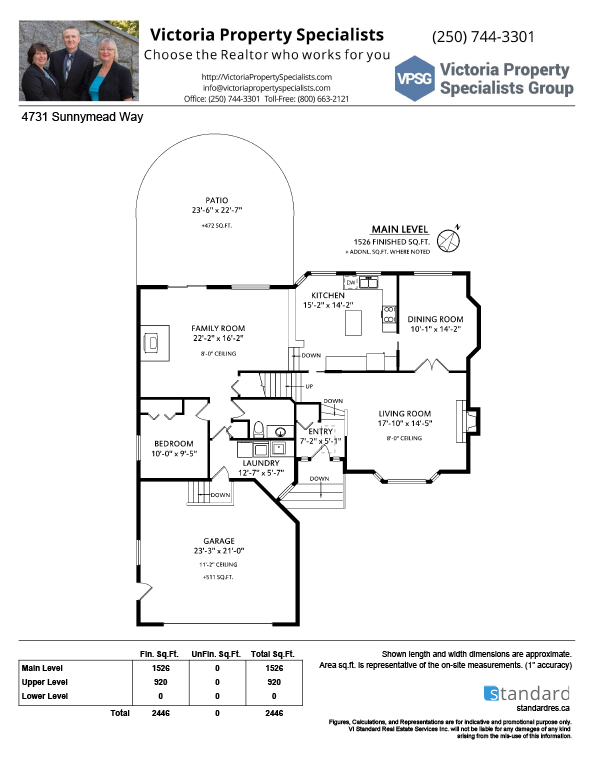 Victoria Property Specialists
Choose the Realtor who works for you
http://VictoriaPropertySpecialists.com
info@victoriapropertyspecialists.com
Office: (250) 744-3301 Toll-Free: (800) 663-2121
(250) 744-3301
VPSG
Victoria Property
Specialists Group
4731 Sunnymead Way
PATIO
23'-6" x 22'-7"
+472 SQ.FT.
MAIN LEVEL
1526 FINISHED SQ.FT.
+ ADDNL. SQ.FT. WHERE NOTED
N
DW
KITCHEN
15'-2" x 14'-2"
DINING ROOM
10'-1" x 14'-2"
FAMILY ROOM
22'-2" x 16'-2"
8'-0" CEILING
DOWN
UP
DOWN
LIVING ROOM
17'-10" x 14'-5"
8'-0" CEILING
ENTRY
7'-2" x 5'-1"
BEDROOM
10'-0" x 9'-5"
LAUNDRY
12'-7" x 5'-7"
DOWN
DOWN
GARAGE
23'-3" x 21'-0"
11'-2" CEILING
+511 SQ.FT.
Fin. Sq.Ft. UnFin. Sq.Ft. Total Sq.Ft.
Main Level 1526 0 1526
Upper Level 920 0 920
Lower Level 0 0 0
Total 2446 0 2446
Shown length and width dimensions are approximate.
Area sq.ft. is representative of the on-site measurements. (1" accuracy)
standard
standardres.ca
Figures, Calculations, and Representations are for indicative and promotional purpose only.
VI Standard Real Estate Services Inc. will not be liable for any damages of any kind
arising from the mis-use of this information.